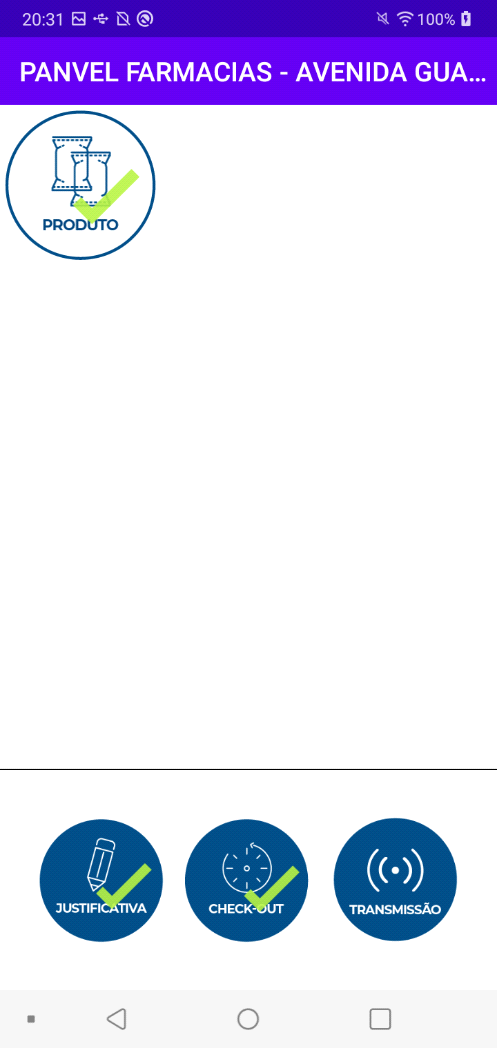 20:31 100%
PANVEL FARMACIAS - AVENIDA GUA...
PRODUTO
JUSTIFICATIVA CHECK-OUT TRANSMISSÃO